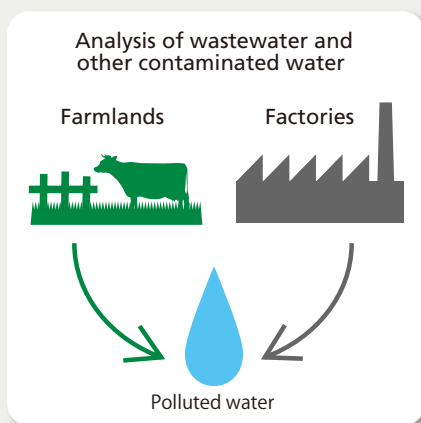 Analysis of wastewater and
other contaminated water
Farmlands
Factories
Polluted water